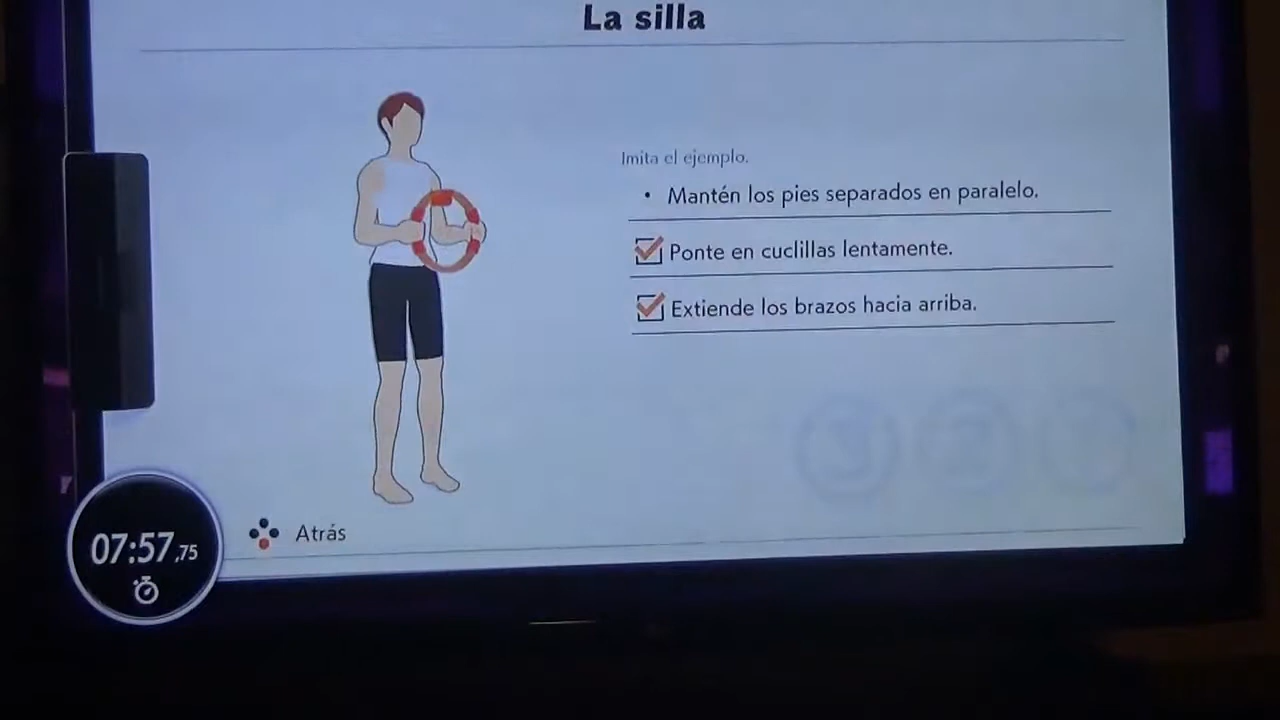 La silla
Imita el ejemplo.
• Mantén los pies separados en paralelo.
Ponte en cuclillas lentamente.
Extiende los brazos hacia arriba.
Atrás
07:57,75